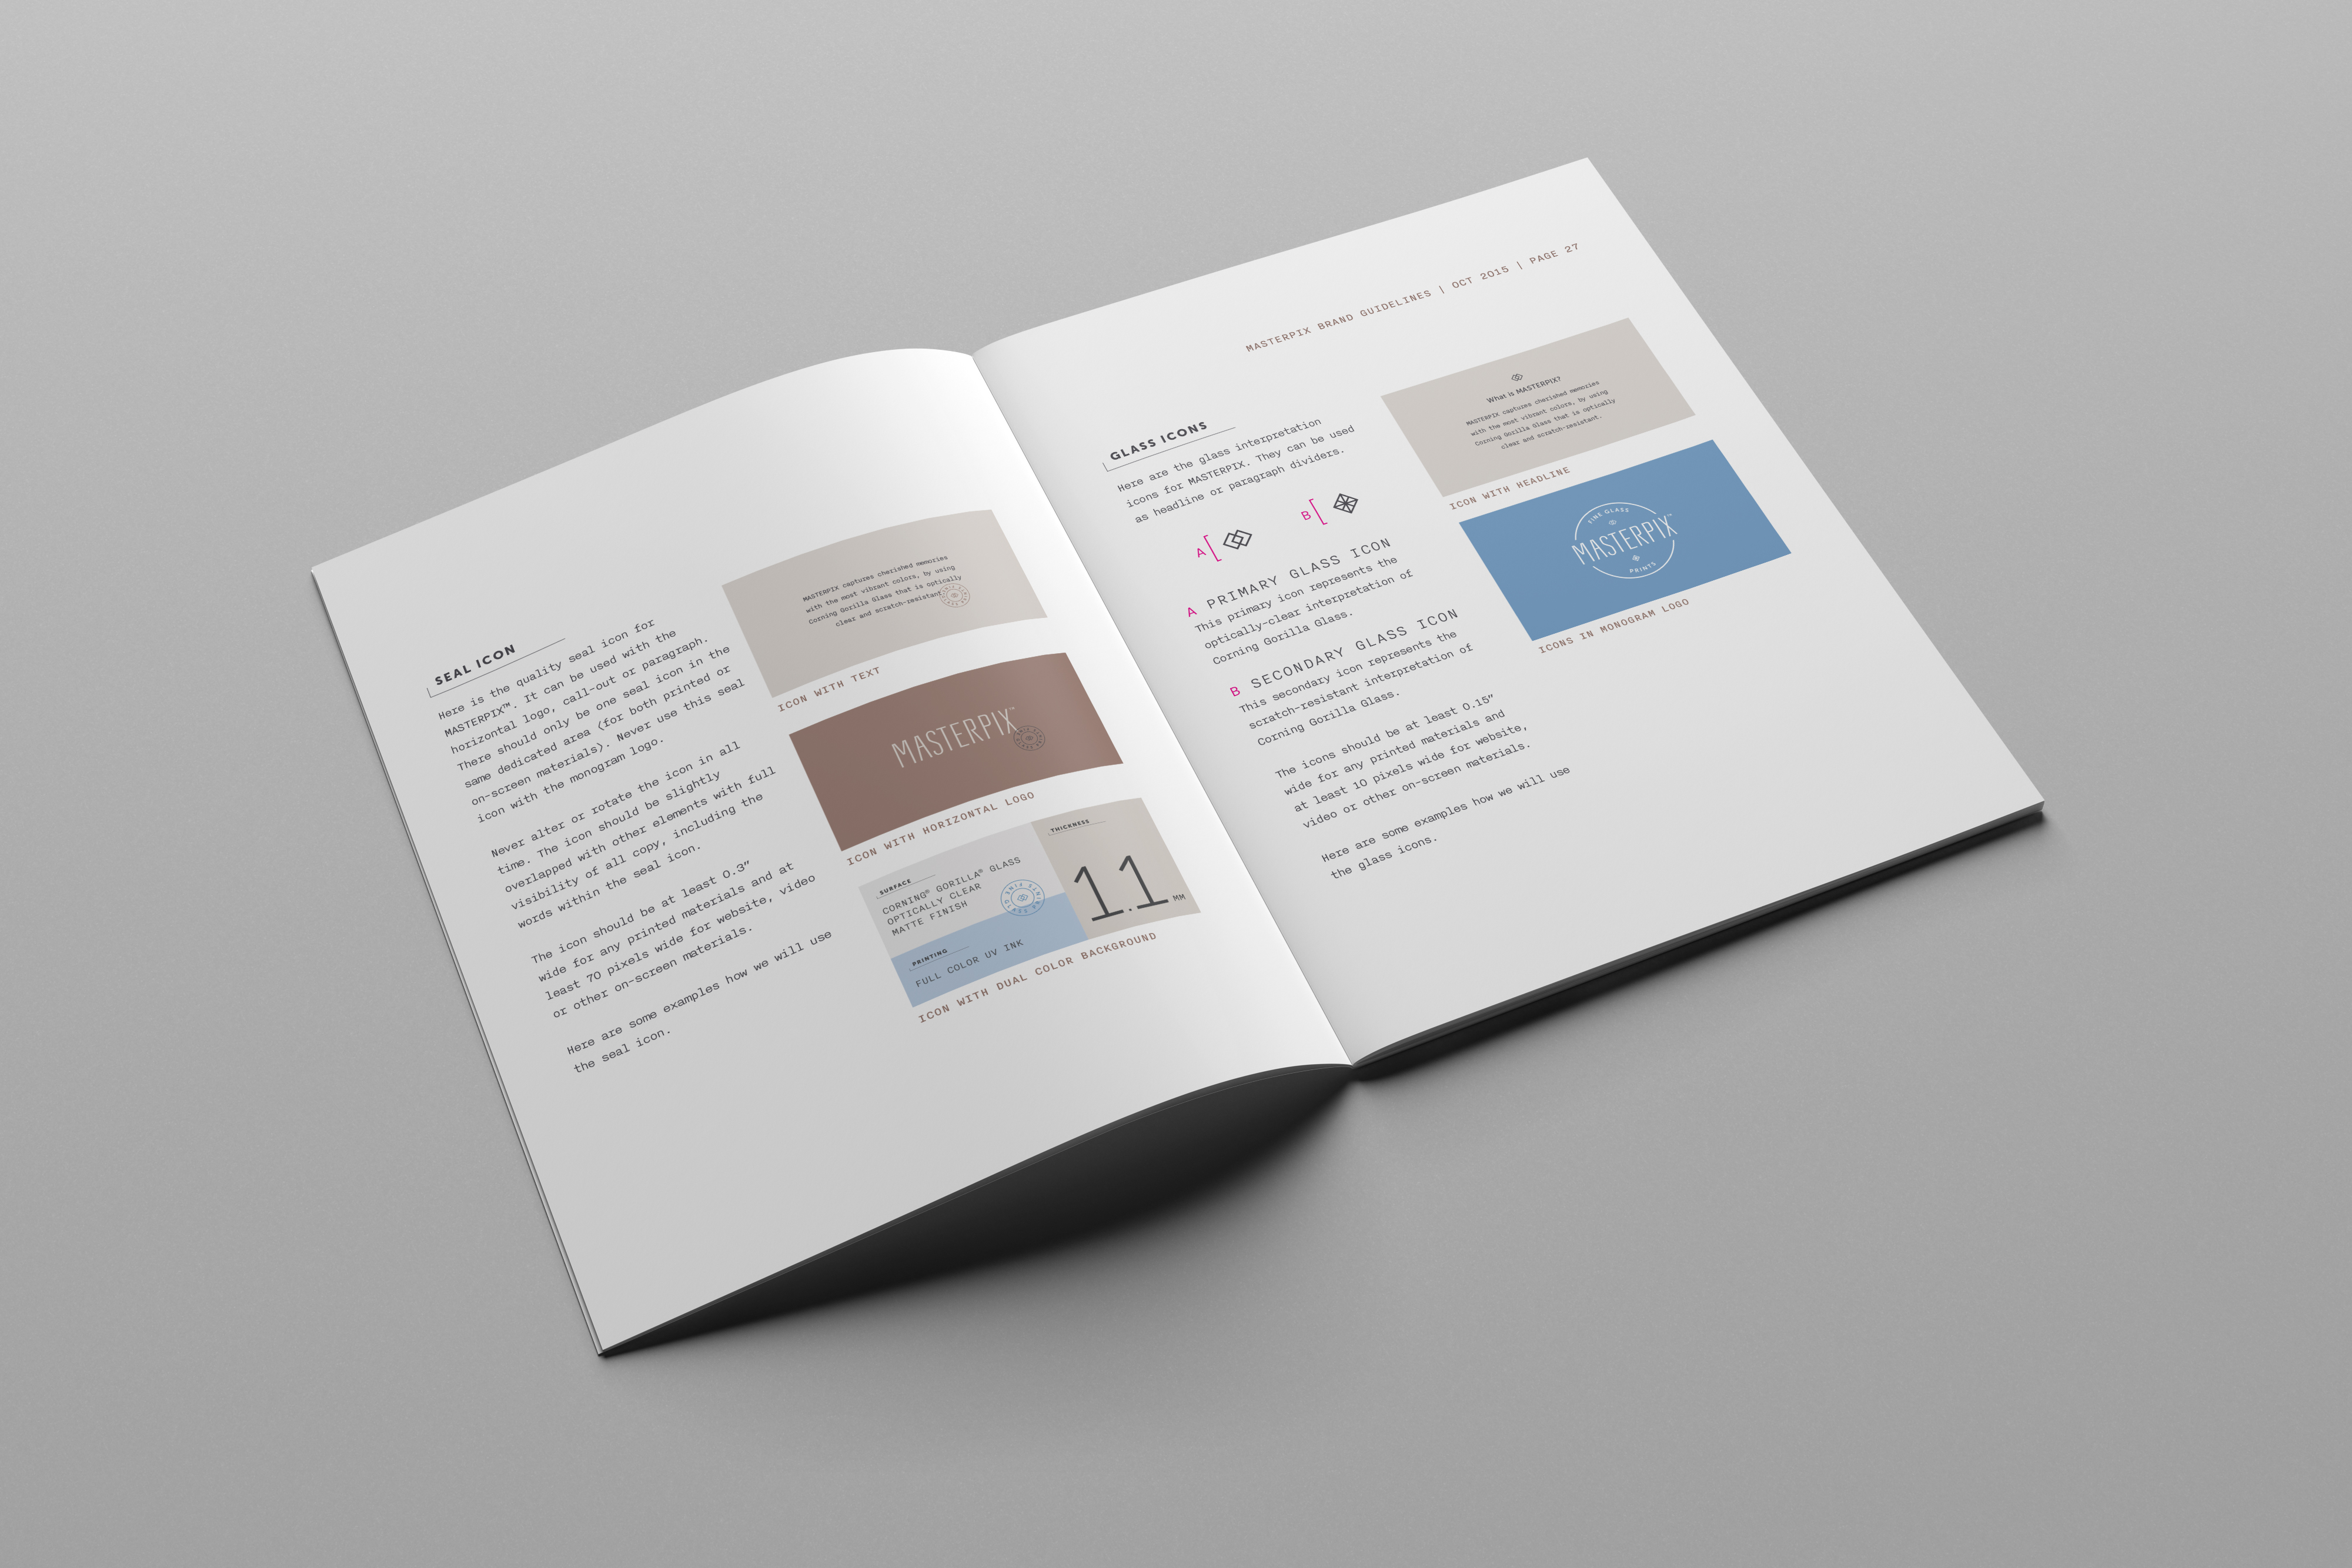 SEAL ICON
Here is the quality seal icon for
MASTERPIX™. It can be used with the
horizontal logo, call-out or paragraph.
There should only be one seal icon in the
same dedicated area (for both printed or
on-screen materials). Never use this seal
icon with the monogram logo.
Never alter or rotate the icon in all
time. The icon should be slightly
overlapped with other elements with full
visibility of all copy, including the
words within the seal icon.
The icon should be at least 0.3"
wide for any printed materials and at
least 70 pixels wide for website, video
or other on-screen materials.
Here are some examples how we will use
the seal icon.
MASTERPIX captures cherished memories
with the most vibrant colors, by using
Corning Gorilla Glass that is optically
clear and scratch-resistant
ICON WITH TEXT
MASTERPIX™
ICON WITH HORIZONTAL LOGO
SURFACE
CORNING® GORILLA® GLASS
OPTICALLY CLEAR
MATTE FINISH
PRINTING
FULL COLOR UV INK
THICKNESS
1.1 MM
ICON WITH DUAL COLOR BACKGROUND
MASTERPIX BRAND GUIDELINES | OCT 2015 | PAGE 27
GLASS ICONS
Here are the glass interpretation
icons for MASTERPIX. They can be used
as headline or paragraph dividers.
A
B
A PRIMARY GLASS ICON
This primary icon represents the
optically-clear interpretation of
Corning Gorilla Glass.
B SECONDARY GLASS ICON
This secondary icon represents the
scratch-resistant interpretation of
Corning Gorilla Glass.
The icons should be at least 0.15"
wide for any printed materials and
at least 10 pixels wide for website,
video or other on-screen materials.
Here are some examples how we will use
the glass icons.
What is MASTERPIX?
MASTERPIX captures cherished memories
with the most vibrant colors, by using
Corning Gorilla Glass that is optically
clear and scratch-resistant.
ICON WITH HEADLINE
FINE GLASS
MASTERPIX™
PRINTS
ICONS IN MONOGRAM LOGO